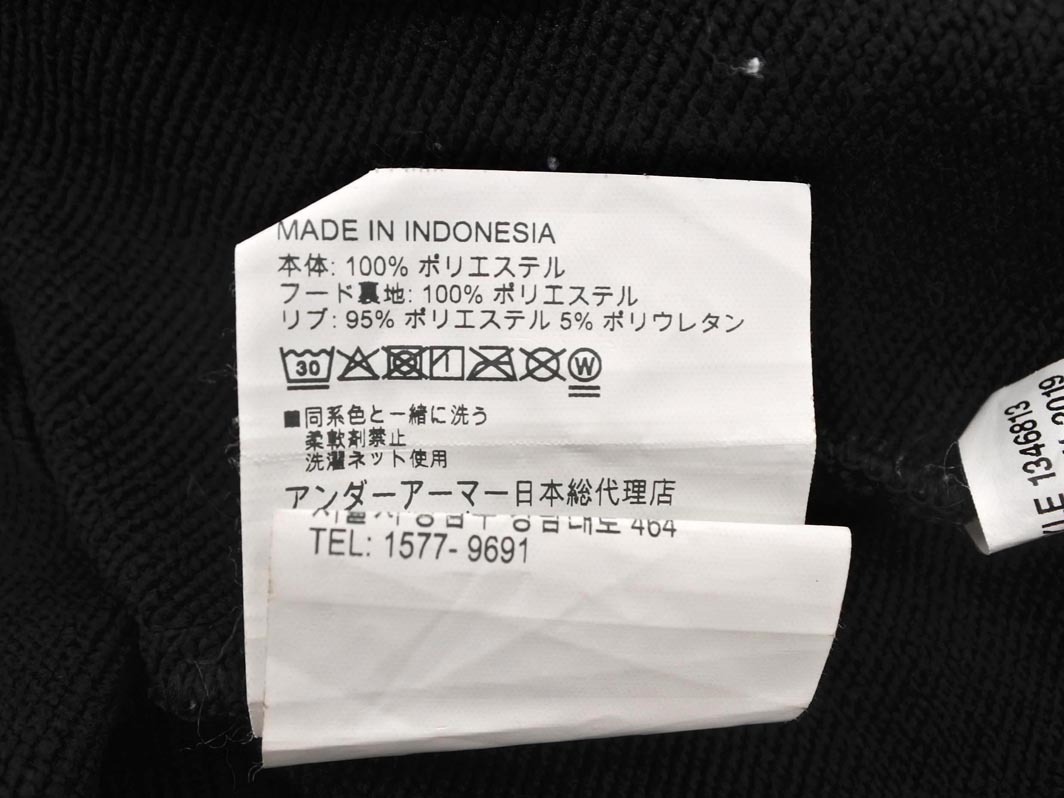 MADE IN INDONESIA
本体: 100% ポリエステル
フード裏地: 100% ポリエステル
リブ: 95% ポリエステル 5% ポリウレタン
30
W
■同系色と一緒に洗う
柔軟剤禁止
洗濯ネット使用
アンダーアーマー日本総代理店
464
TEL: 1577- 9691
1346813
2019